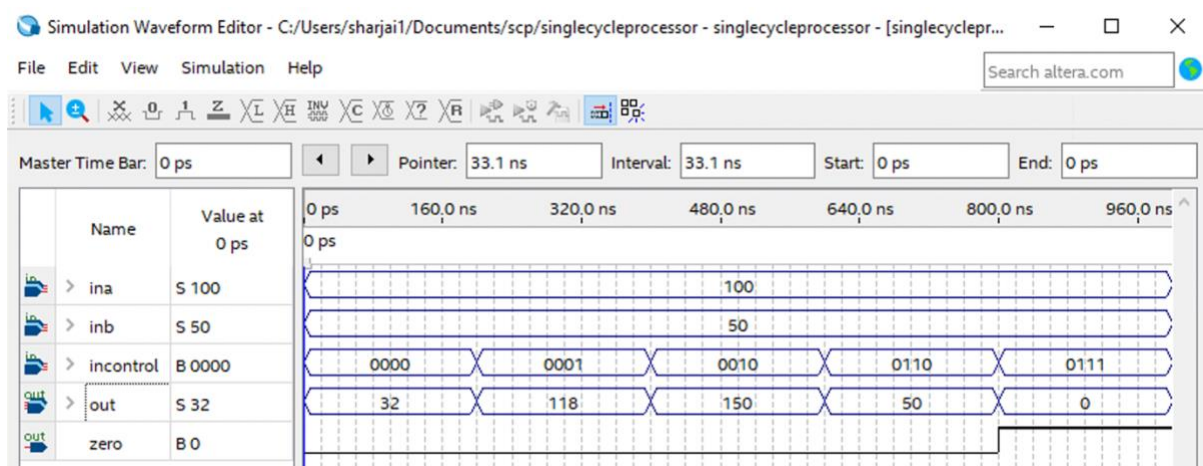 Simulation Waveform Editor - C:/Users/sharjai1/Documents/scp/singlecycleprocessor - singlecycleprocessor - [singlecyclepr...
File Edit View Simulation Help
Search altera.com
Master Time Bar: 0 ps Pointer: 33.1 ns Interval: 33.1 ns Start: 0 ps End: 0 ps
Name Value at 0 ps
0 ps 160.0 ns 320.0 ns 480.0 ns 640.0 ns 800.0 ns 960.0 ns
0 ps
ina S 100 100
inb S 50 50
incontrol B 0000 0000 0001 0010 0110 0111
out S 32 32 118 150 50 0
zero B 0